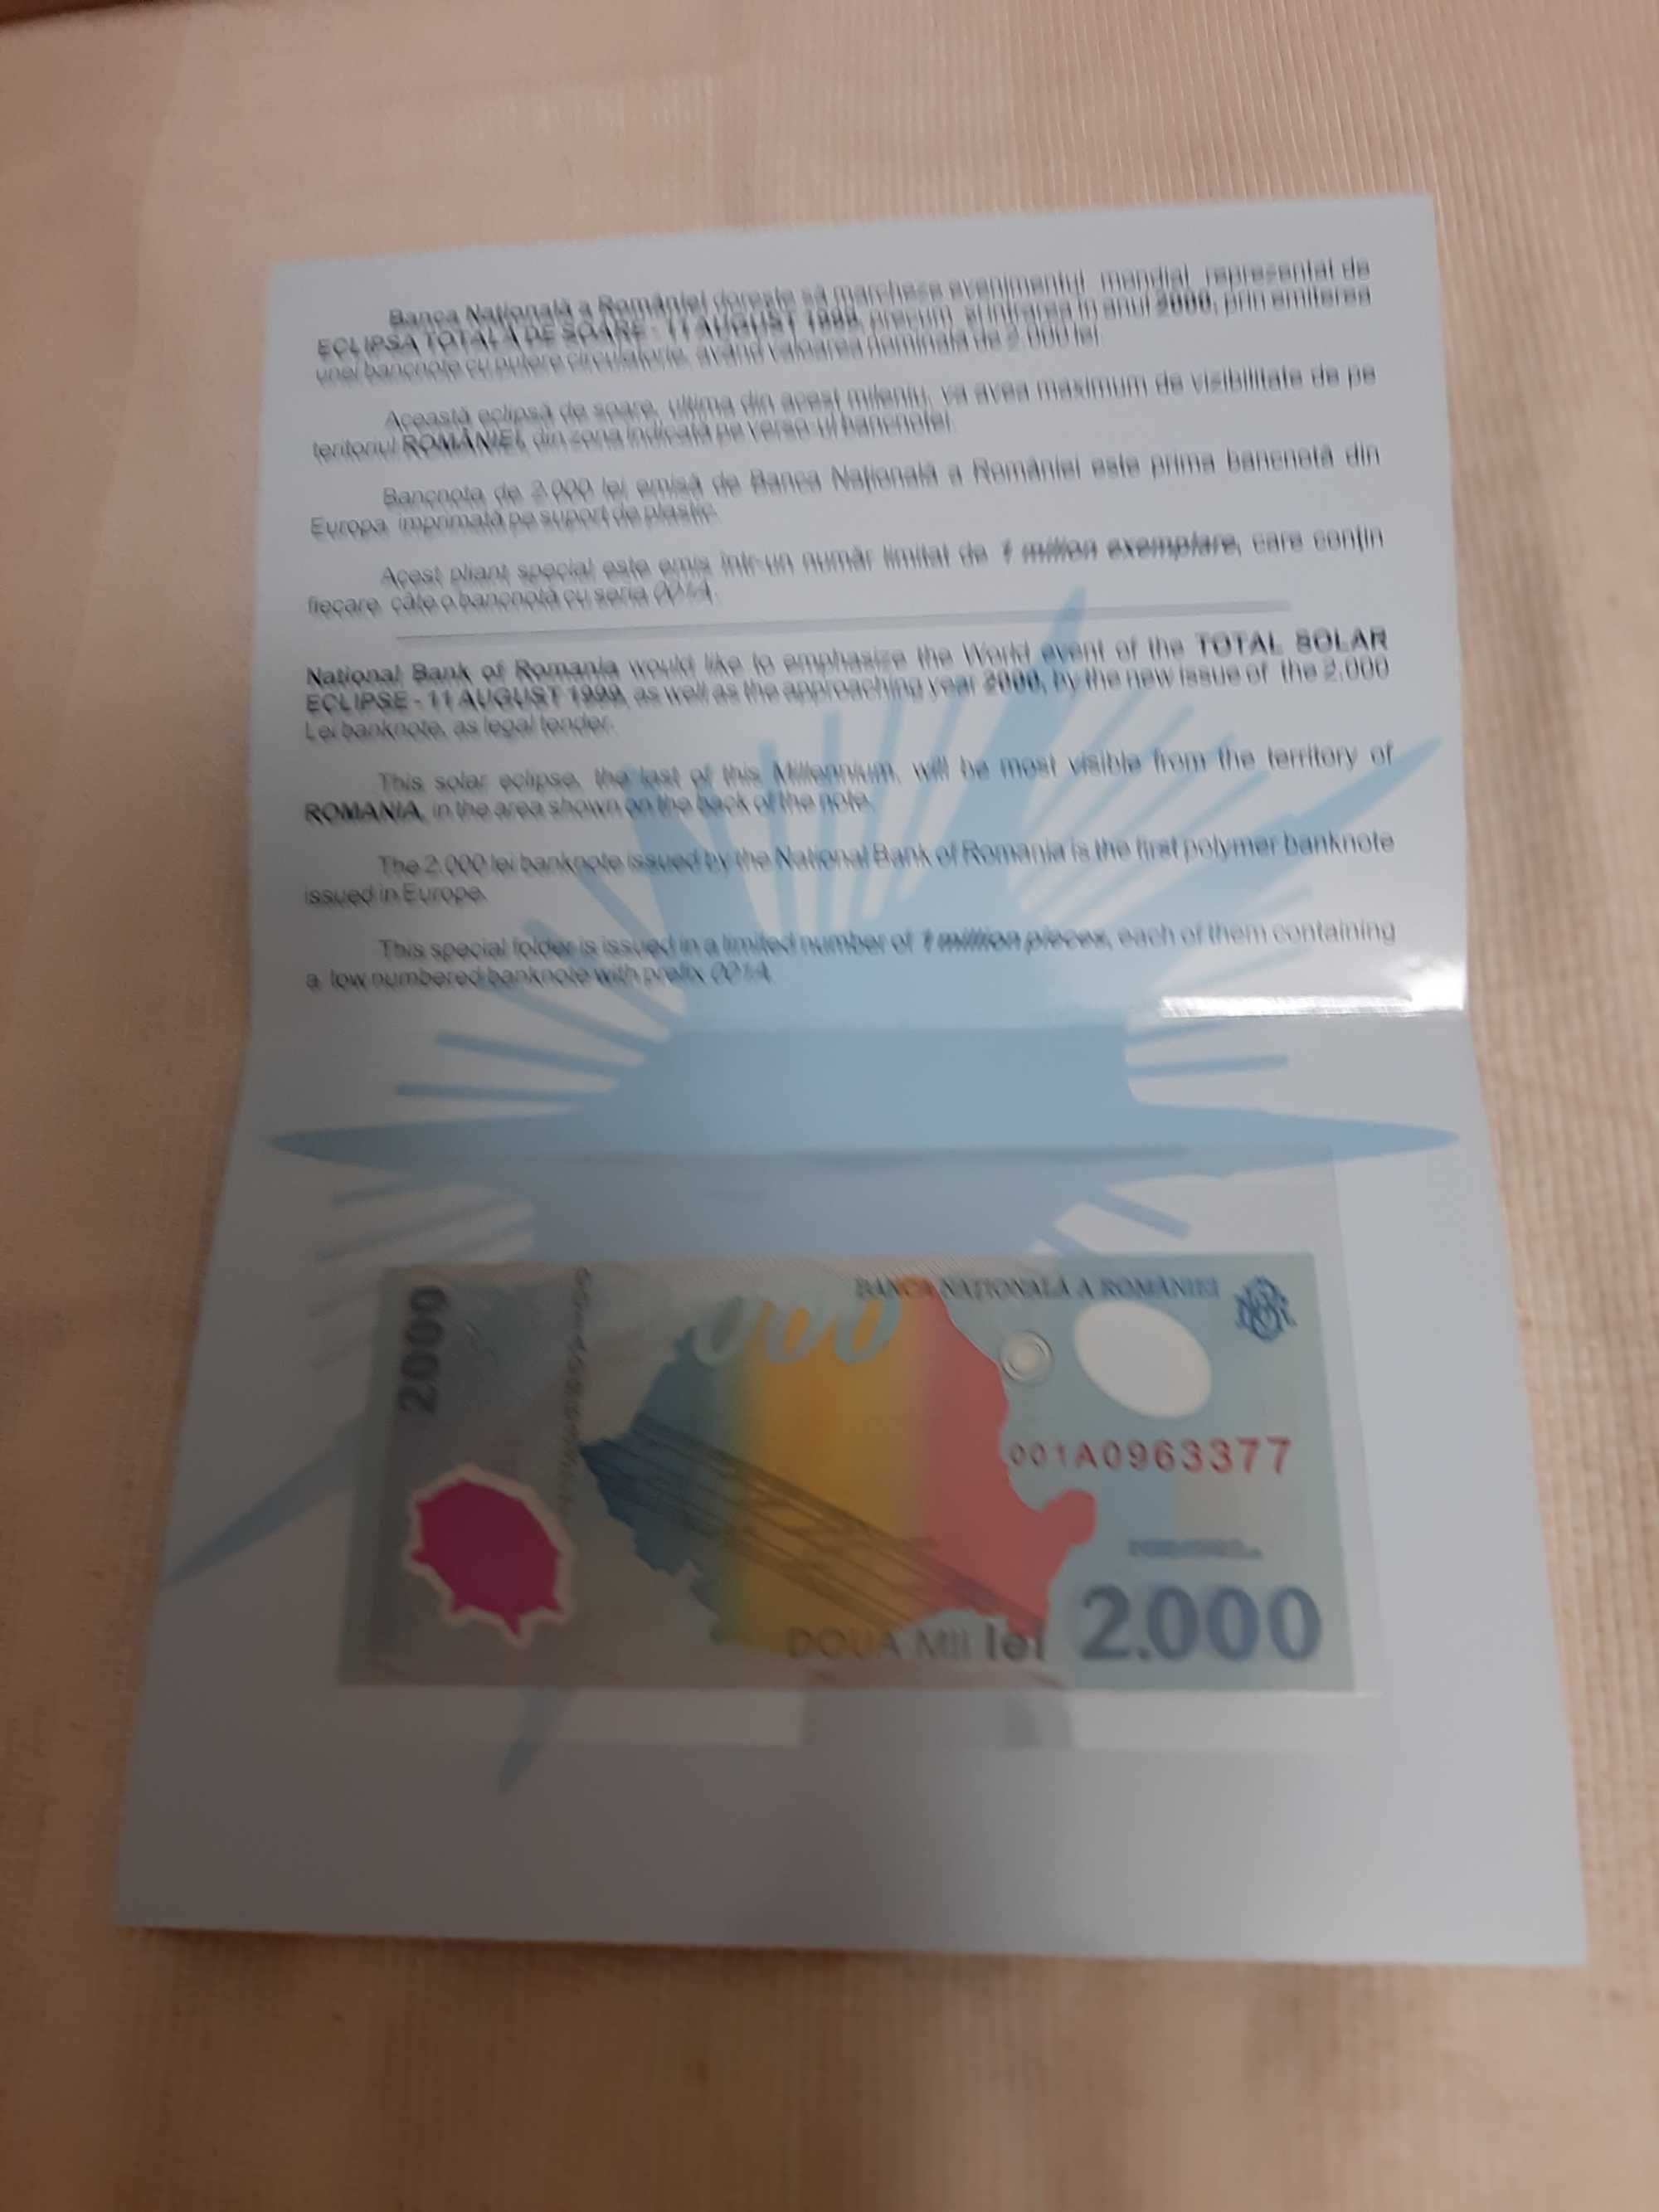 Banca Națională a României dorește să marcheze evenimentul mondial reprezentat de
ECLIPSA TOTALĂ DE SOARE - 11 AUGUST 1999, precum și intrarea în anul 2000, prin emiterea
unei bancnote cu putere circulatorie, având valoarea nominală de 2.000 lei.
Această eclipsă de soare, ultima din acest mileniu, va avea maximum de vizibilitate de pe
teritoriul ROMÂNIEI, din zona indicată pe verso-ul bancnotei.
Bancnota de 2.000 lei emisă de Banca Națională a României este prima bancnotă din
Europa, imprimată pe suport de plastic.
Acest pliant special este emis într-un număr limitat de 1 milion exemplare, care conțin
fiecare, câte o bancnotă cu seria 001A.
National Bank of Romania would like to emphasize the World event of the TOTAL SOLAR
ECLIPSE - 11 AUGUST 1999, as well as the approaching year 2000, by the new issue of the 2.000
Lei banknote, as legal tender.
This solar eclipse, the last of this Millennium, will be most visible from the territory of
ROMANIA, in the area shown on the back of the note.
The 2.000 lei banknote issued by the National Bank of Romania is the first polymer banknote
issued in Europe.
This special folder is issued in a limited number of 1 million pieces, each of them containing
a low numbered banknote with prefix 001A.
BANCA NAȚIONALĂ A ROMÂNIEI
2000
000
001A0963377
DOUA MII lei 2.000